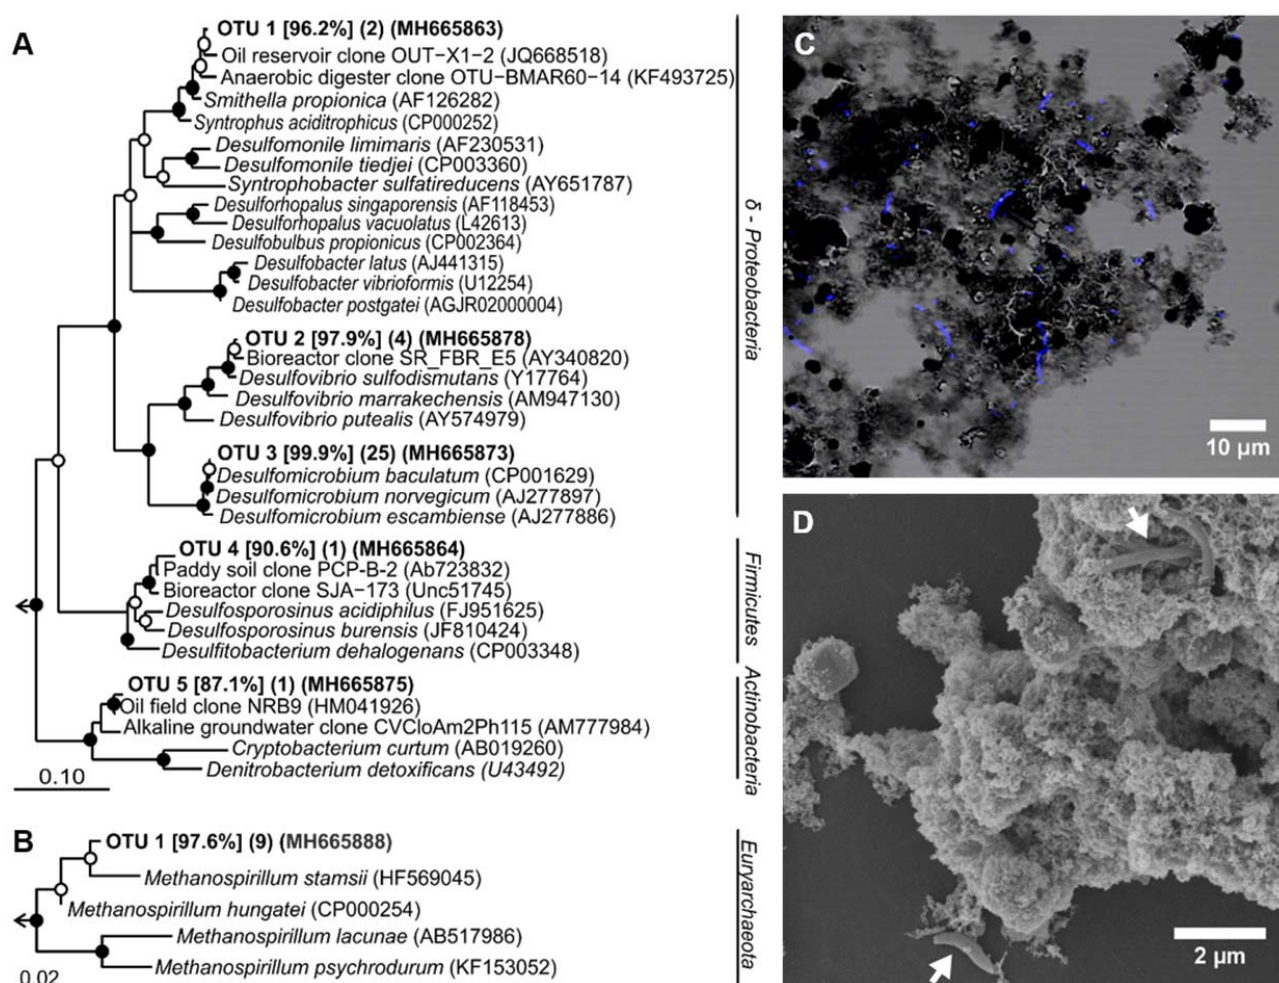 A
OTU 1 [96.2%] (2) (MH665863)
Oil reservoir clone OUT−X1−2 (JQ668518)
Anaerobic digester clone OTU−BMAR60−14 (KF493725)
Smithella propionica (AF126282)
Syntrophus aciditrophicus (CP000252)
Desulfomonile limimaris (AF230531)
Desulfomonile tiedjei (CP003360)
Syntrophobacter sulfatireducens (AY651787)
Desulforhopalus singaporensis (AF118453)
Desulforhopalus vacuolatus (L42613)
Desulfobulbus propionicus (CP002364)
Desulfobacter latus (AJ441315)
Desulfobacter vibrioformis (U12254)
Desulfobacter postgatei (AGJR02000004)
OTU 2 [97.9%] (4) (MH665878)
Bioreactor clone SR_FBR_E5 (AY340820)
Desulfovibrio sulfodismutans (Y17764)
Desulfovibrio marrakechensis (AM947130)
Desulfovibrio putealis (AY574979)
OTU 3 [99.9%] (25) (MH665873)
Desulfomicrobium baculatum (CP001629)
Desulfomicrobium norvegicum (AJ277897)
Desulfomicrobium escambiense (AJ277886)
δ - Proteobacteria
OTU 4 [90.6%] (1) (MH665864)
Paddy soil clone PCP-B-2 (Ab723832)
Bioreactor clone SJA−173 (Unc51745)
Desulfosporosinus acidiphilus (FJ951625)
Desulfosporosinus burensis (JF810424)
Desulfitobacterium dehalogenans (CP003348)
Firmicutes
OTU 5 [87.1%] (1) (MH665875)
Oil field clone NRB9 (HM041926)
Alkaline groundwater clone CVCloAm2Ph115 (AM777984)
Cryptobacterium curtum (AB019260)
Denitrobacterium detoxificans (U43492)
Actinobacteria
0.10
B
OTU 1 [97.6%] (9) (MH665888)
Methanospirillum stamsii (HF569045)
Methanospirillum hungatei (CP000254)
Methanospirillum lacunae (AB517986)
Methanospirillum psychrodurum (KF153052)
Euryarchaeota
0.02
C
10 µm
D
2 µm